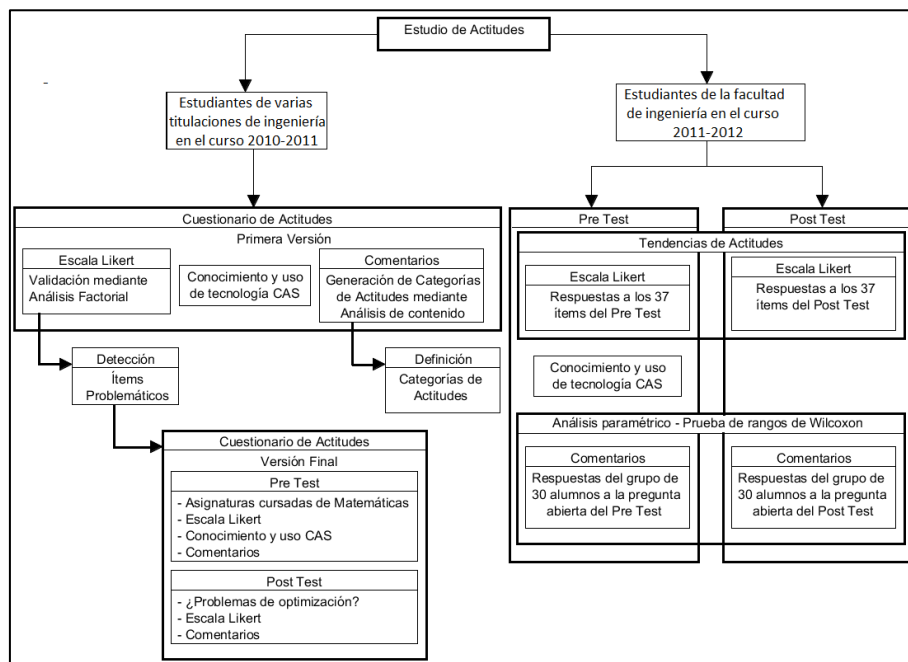 Estudio de Actitudes
Estudiantes de varias
titulaciones de ingeniería
en el curso 2010-2011
Cuestionario de Actitudes
Primera Versión
Escala Likert
Validación mediante
Análisis Factorial
Conocimiento y uso
de tecnología CAS
Comentarios
Generación de Categorías
de Actitudes mediante
Análisis de contenido
Detección
Ítems
Problemáticos
Definición
Categorías de
Actitudes
Cuestionario de Actitudes
Versión Final
Pre Test
- Asignaturas cursadas de Matemáticas
- Escala Likert
- Conocimiento y uso CAS
- Comentarios
Post Test
- ¿Problemas de optimización?
- Escala Likert
- Comentarios
Estudiantes de la facultad
de ingeniería en el curso
2011-2012
Pre Test
Post Test
Tendencias de Actitudes
Escala Likert
Respuestas a los 37
ítems del Pre Test
Escala Likert
Respuestas a los 37
ítems del Post Test
Conocimiento y uso
de tecnología CAS
Análisis paramétrico - Prueba de rangos de Wilcoxon
Comentarios
Respuestas del grupo de
30 alumnos a la pregunta
abierta del Pre Test
Comentarios
Respuestas del grupo de
30 alumnos a la pregunta
abierta del Post Test